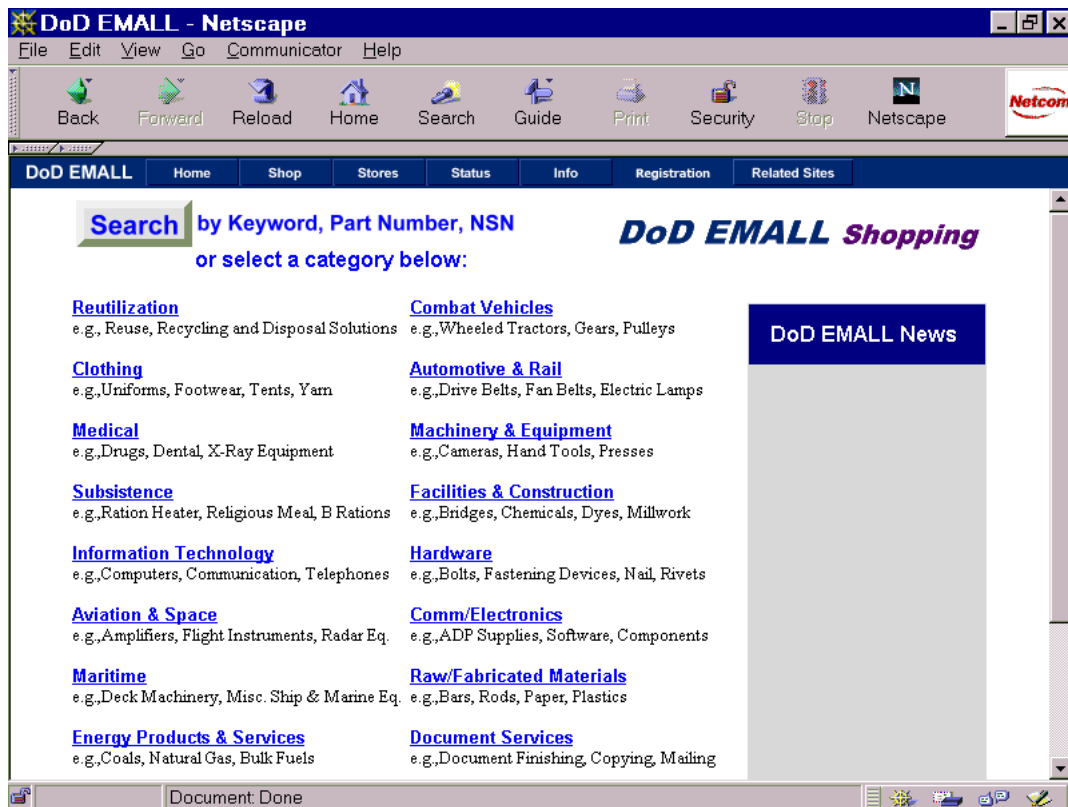 DoD EMALL - Netscape
File Edit View Go Communicator Help
Back Forward Reload Home Search Guide Print Security Stop Netscape
N
Netcom
DoD EMALL Home Shop Stores Status Info Registration Related Sites
Search by Keyword, Part Number, NSN
or select a category below:
DoD EMALL Shopping
Reutilization
e.g., Reuse, Recycling and Disposal Solutions
Clothing
e.g.,Uniforms, Footwear, Tents, Yarn
Medical
e.g.,Drugs, Dental, X-Ray Equipment
Subsistence
e.g.,Ration Heater, Religious Meal, B Rations
Information Technology
e.g.,Computers, Communication, Telephones
Aviation & Space
e.g.,Amplifiers, Flight Instruments, Radar Eq.
Maritime
e.g.,Deck Machinery, Misc. Ship & Marine Eq.
Energy Products & Services
e.g.,Coals, Natural Gas, Bulk Fuels
Combat Vehicles
e.g.,Wheeled Tractors, Gears, Pulleys
Automotive & Rail
e.g.,Drive Belts, Fan Belts, Electric Lamps
Machinery & Equipment
e.g.,Cameras, Hand Tools, Presses
Facilities & Construction
e.g.,Bridges, Chemicals, Dyes, Millwork
Hardware
e.g.,Bolts, Fastening Devices, Nail, Rivets
Comm/Electronics
e.g.,ADP Supplies, Software, Components
Raw/Fabricated Materials
e.g.,Bars, Rods, Paper, Plastics
Document Services
e.g.,Document Finishing, Copying, Mailing
DoD EMALL News
Document: Done